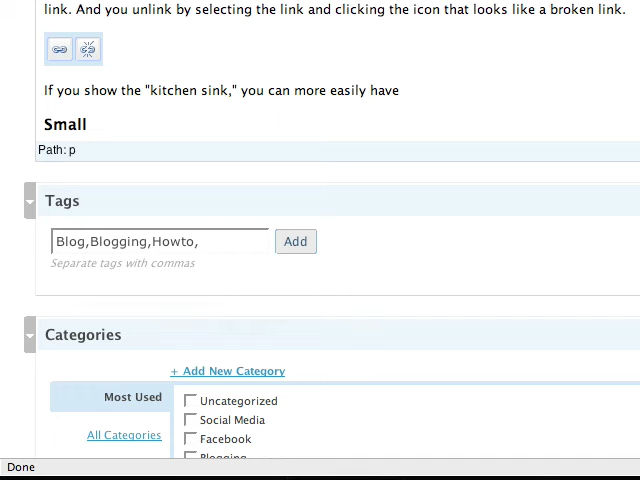 link. And you unlink by selecting the link and clicking the icon that looks like a broken link.
If you show the "kitchen sink," you can more easily have
Small
Path: p
Tags
Blog,Blogging,Howto,
Add
Separate tags with commas
Categories
+ Add New Category
Most Used
Uncategorized
Social Media
All Categories
Facebook
Blogging
Done